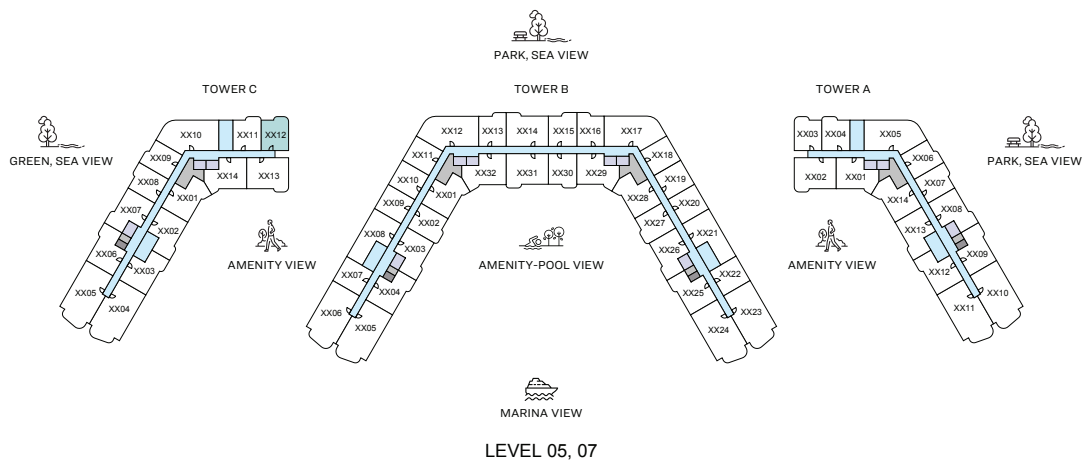 PARK, SEA VIEW
TOWER C
TOWER B
TOWER A
GREEN, SEA VIEW
PARK, SEA VIEW
XX10
XX11
XX12
XX09
XX14
XX13
XX08
XX01
XX07
XX02
XX06
XX03
XX05
XX04
AMENITY VIEW
XX12
XX13
XX14
XX15
XX16
XX17
XX11
XX18
XX32
XX31
XX30
XX29
XX10
XX01
XX28
XX19
XX09
XX02
XX27
XX20
XX08
XX03
XX26
XX21
XX07
XX04
XX25
XX22
XX06
XX05
XX24
XX23
AMENITY-POOL VIEW
XX03
XX04
XX05
XX02
XX01
XX06
XX14
XX07
XX13
XX08
XX12
XX09
XX11
XX10
AMENITY VIEW
MARINA VIEW
LEVEL 05, 07